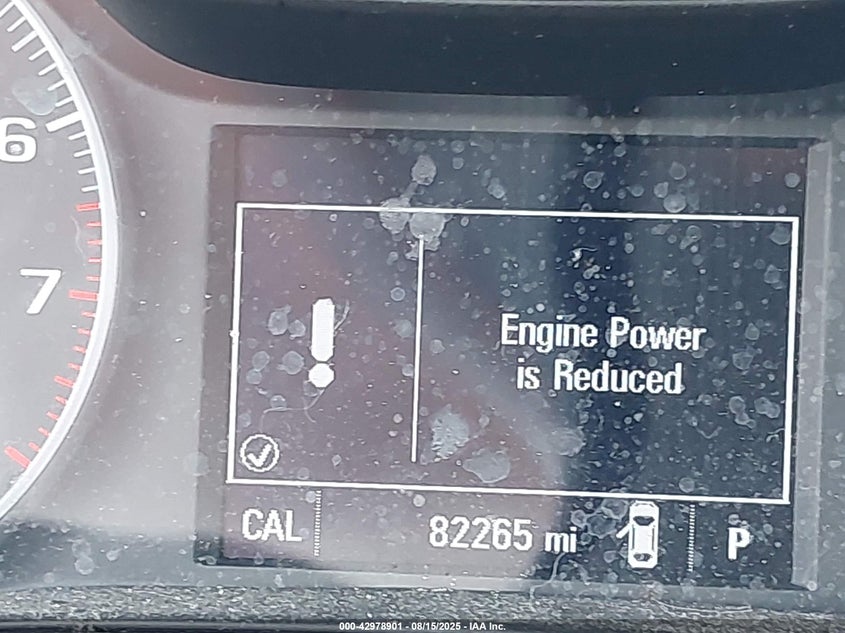 6
7
Engine Power
is Reduced
CAL
82265 mi
P
000-42978901 - 08/15/2025 - IAA Inc.